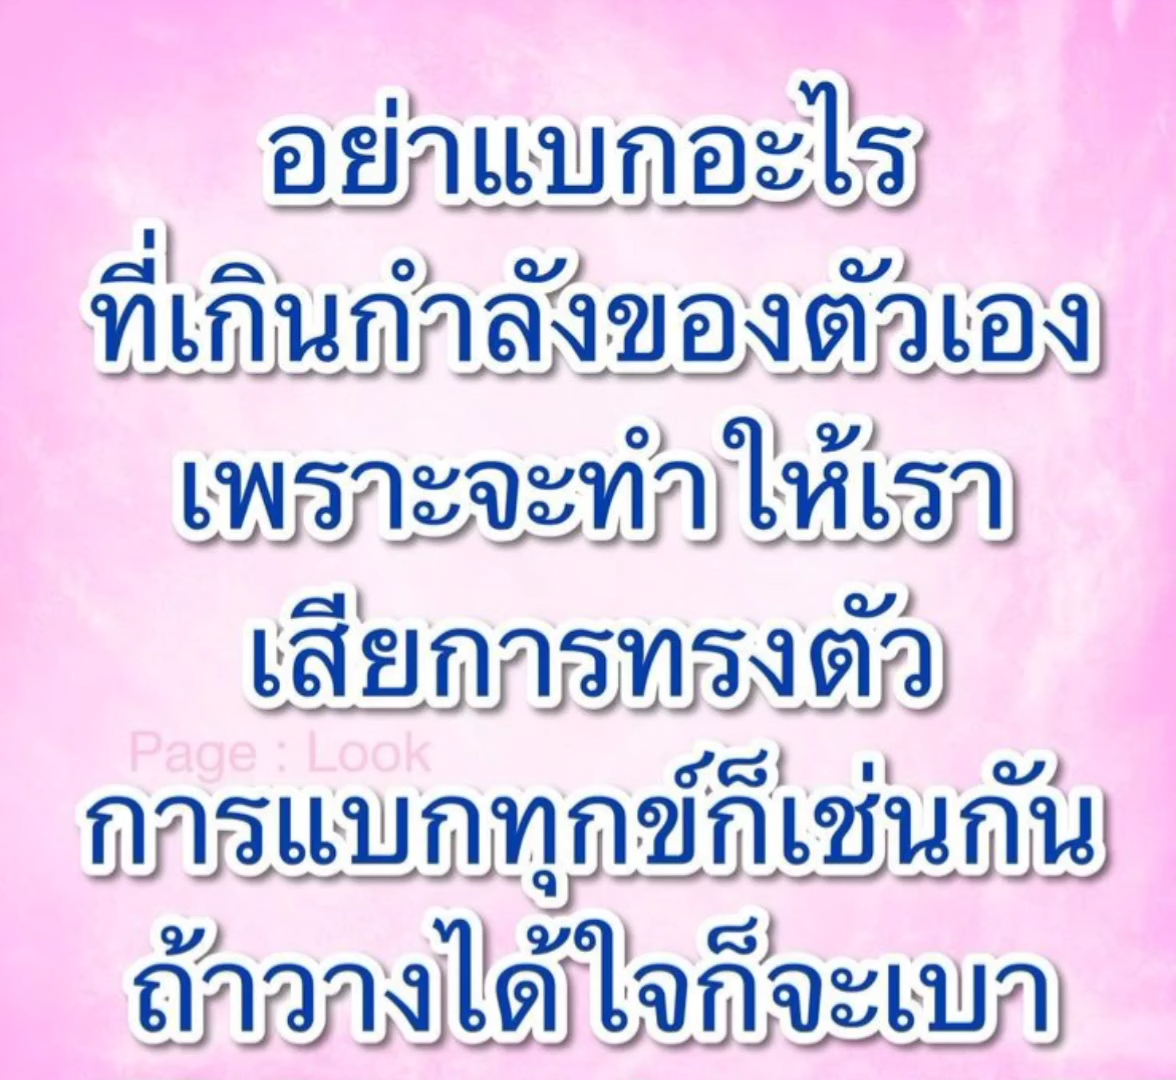 อย่าแบกอะไร
ที่เกินกำลังของตัวเอง
เพราะจะทำให้เรา
เสียการทรงตัว
Page : Look
การแบกทุกข์ก็เช่นกัน
ถ้าวางได้ใจก็จะเบา